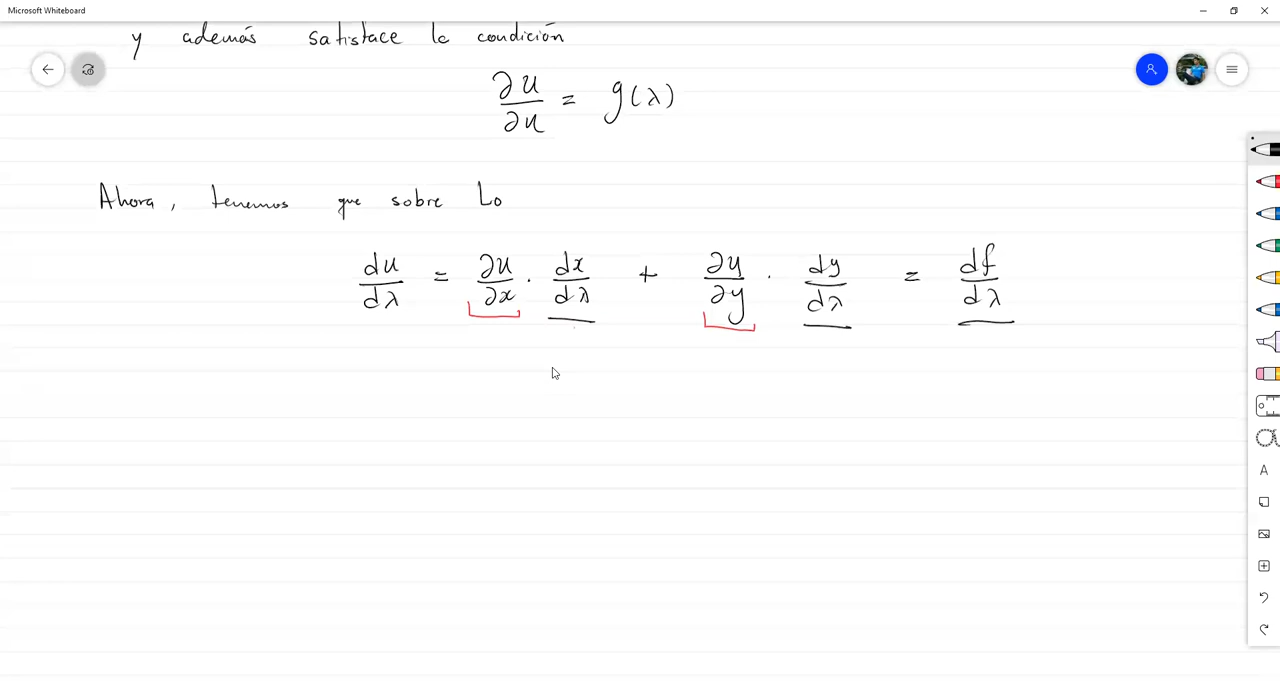 Microsoft Whiteboard
y además satisface la condición
∂u/∂n = g(λ)
Ahora, tenemos que sobre Lo
du/dλ = ∂u/∂x · dx/dλ + ∂u/∂y · dy/dλ = df/dλ
A